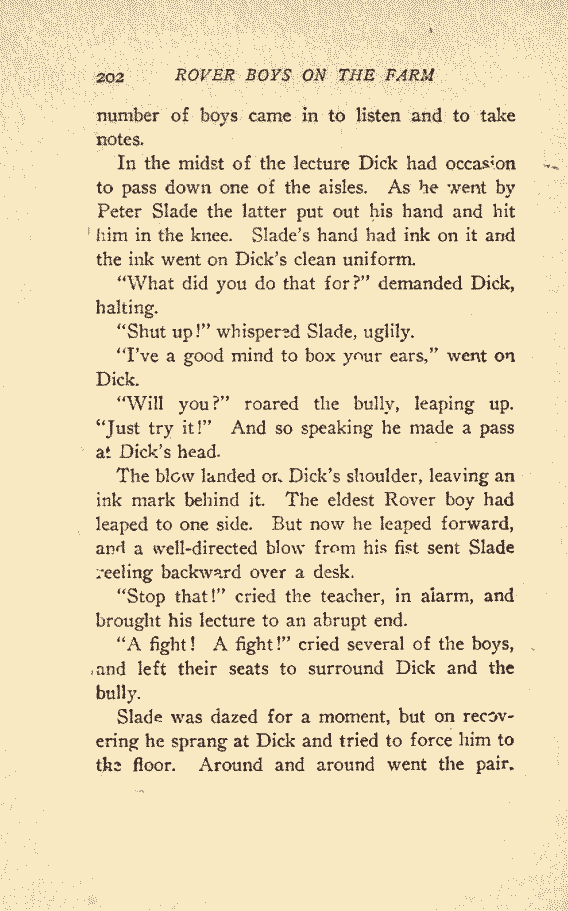 202 ROVER BOYS ON THE FARM
number of boys came in to listen and to take
notes.
In the midst of the lecture Dick had occasion
to pass down one of the aisles. As he went by
Peter Slade the latter put out his hand and hit
him in the knee. Slade's hand had ink on it and
the ink went on Dick's clean uniform.
"What did you do that for?" demanded Dick,
halting.
"Shut up!" whispered Slade, uglily.
"I've a good mind to box your ears," went on
Dick.
"Will you?" roared the bully, leaping up.
"Just try it!" And so speaking he made a pass
at Dick's head.
The blow landed on Dick's shoulder, leaving an
ink mark behind it. The eldest Rover boy had
leaped to one side. But now he leaped forward,
and a well-directed blow from his fist sent Slade
reeling backward over a desk.
"Stop that!" cried the teacher, in alarm, and
brought his lecture to an abrupt end.
"A fight! A fight!" cried several of the boys,
and left their seats to surround Dick and the
bully.
Slade was dazed for a moment, but on recov-
ering he sprang at Dick and tried to force him to
the floor. Around and around went the pair.